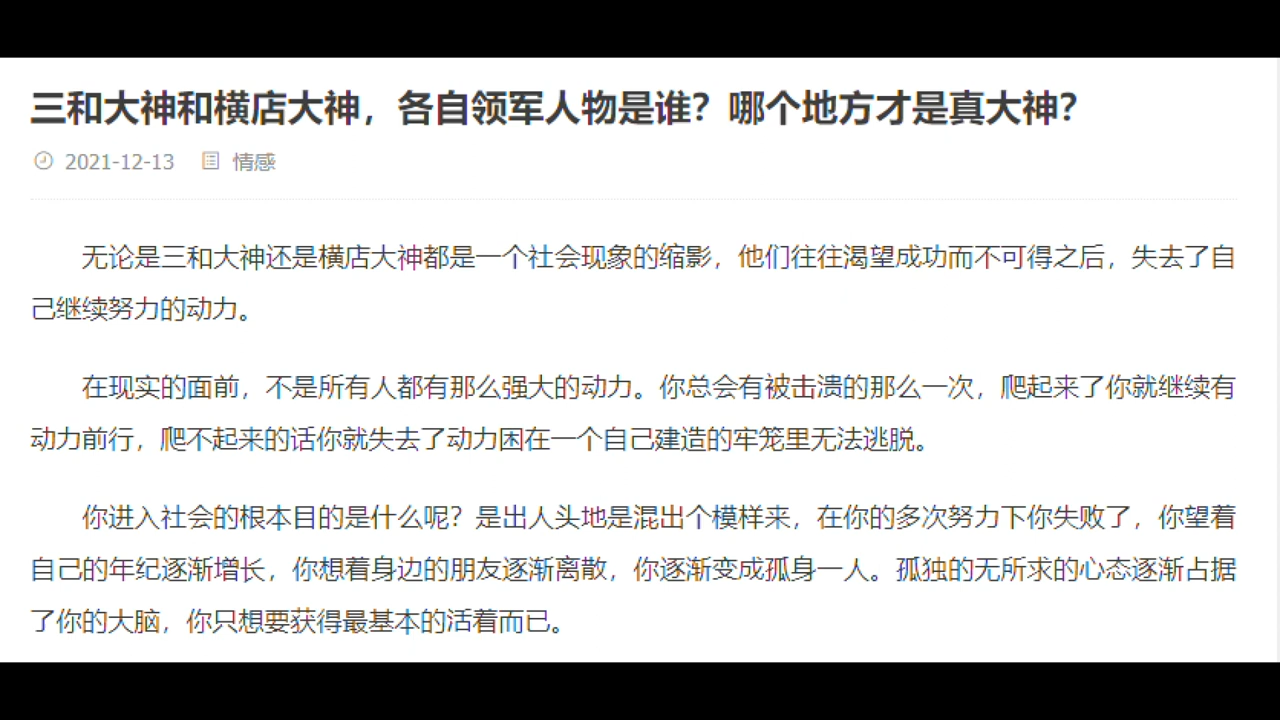 三和大神和横店大神，各自领军人物是谁？哪个地方才是真大神？
2021-12-13 情感
无论是三和大神还是横店大神都是一个社会现象的缩影，他们往往渴望成功而不可得之后，失去了自
己继续努力的动力。
在现实的面前，不是所有人都有那么强大的动力。你总会有被击溃的那么一次，爬起来了你就继续有
动力前行，爬不起来的话你就失去了动力困在一个自己建造的牢笼里无法逃脱。
你进入社会的根本目的是什么呢？是出人头地是混出个模样来，在你的多次努力下你失败了，你望着
自己的年纪逐渐增长，你想着身边的朋友逐渐离散，你逐渐变成孤身一人。孤独的无所求的心态逐渐占据
了你的大脑，你只想要获得最基本的活着而已。